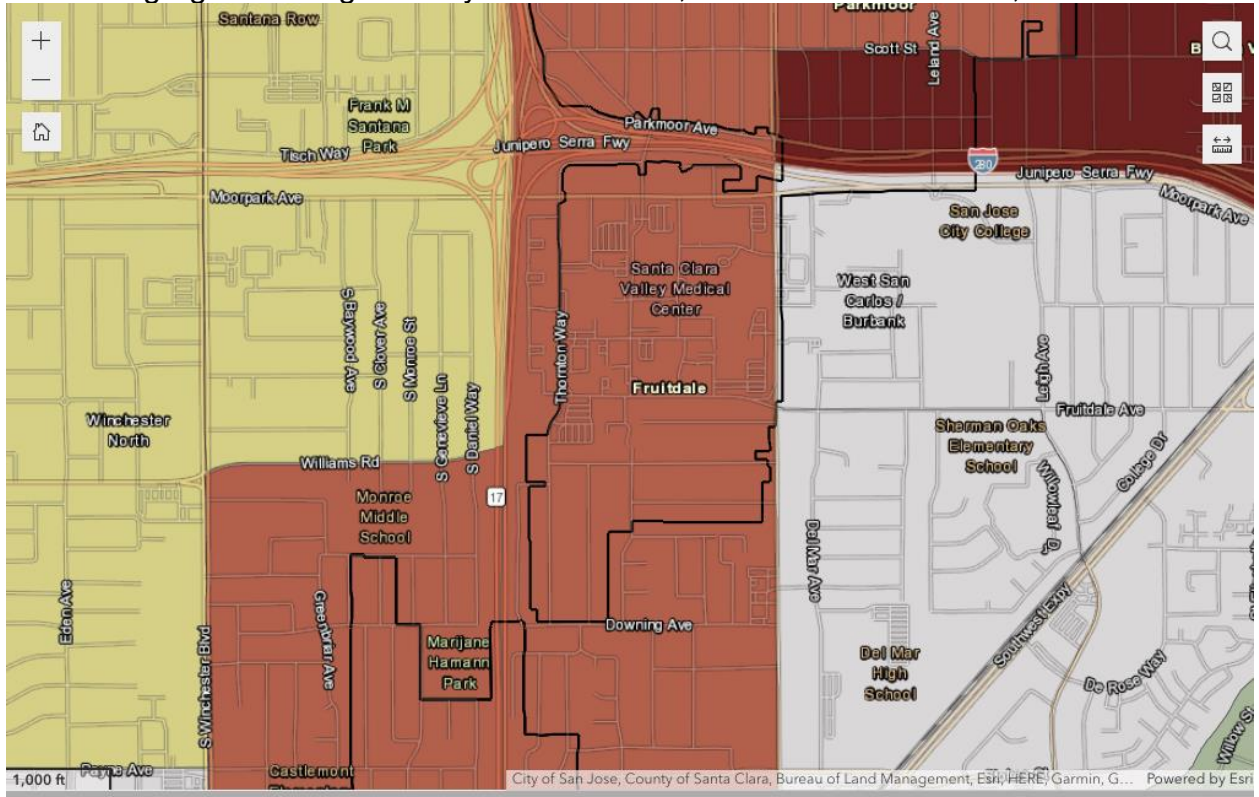 Santana Row
Parkmoor
Scott St
Leland Ave
Frank M
Santana
Park
Tisch Way
Junipero Serra Fwy
Parkmoor Ave
280
Junipero Serra Fwy
Moorpark Ave
Moorpark Ave
San Jose
City College
Santa Clara
Valley Medical
Center
West San
Carlos /
Burbank
S Baywood Ave
S Clover Ave
S Monroe St
Thornton Way
Leigh Ave
S Genevieve Ln
S Daniel Way
Fruitdale
Fruitdale Ave
Winchester
North
Sherman Oaks
Elementary
School
College Dr
Williams Rd
Willowleaf Dr
17
Monroe
Middle
School
Del Mar Ave
Eden Ave
Greenbriar Ave
Southwest Expy
Downing Ave
Marijane
Hamann
Park
Del Mar
High
School
De Rose Way
S Winchester Blvd
Willow St
Payne Ave
Castlemont
1,000 ft
City of San Jose, County of Santa Clara, Bureau of Land Management, Esri, HERE, Garmin, G... Powered by Esri